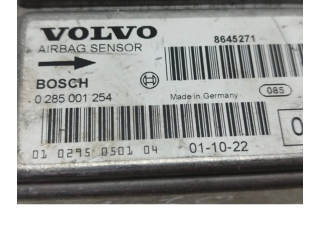 VOLVO
8645271
AIRBAG SENSOR
BOSCH
0 285 001 254
Made in Germany
085
0
01 0295 0501 04
01-10-22